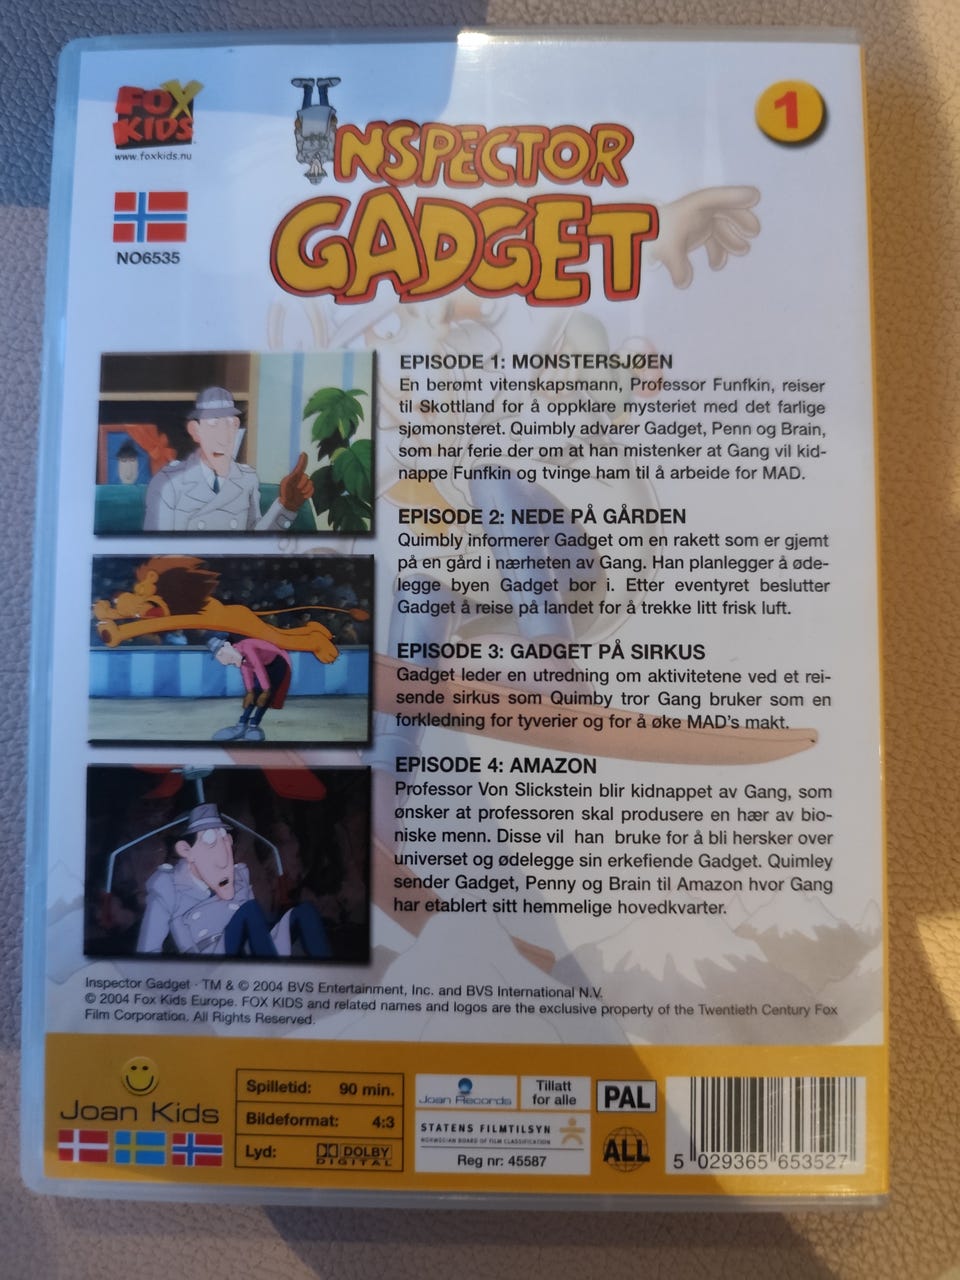 FOX
KIDS
www.foxkids.nu
1
INSPECTOR
GADGET
NO6535
EPISODE 1: MONSTERSJØEN
En berømt vitenskapsmann, Professor Funfkin, reiser
til Skottland for å oppklare mysteriet med det farlige
sjømonsteret. Quimbly advarer Gadget, Penn og Brain,
som har ferie der om at han mistenker at Gang vil kid-
nappe Funfkin og tvinge ham til å arbeide for MAD.
EPISODE 2: NEDE PÅ GÅRDEN
Quimbly informerer Gadget om en rakett som er gjemt
på en gård i nærheten av Gang. Han planlegger å øde-
legge byen Gadget bor i. Etter eventyret beslutter
Gadget å reise på landet for å trekke litt frisk luft.
EPISODE 3: GADGET PÅ SIRKUS
Gadget leder en utredning om aktivitetene ved et rei-
sende sirkus som Quimby tror Gang bruker som en
forkledning for tyverier og for å øke MAD's makt.
EPISODE 4: AMAZON
Professor Von Slickstein blir kidnappet av Gang, som
ønsker at professoren skal produsere en hær av bio-
niske menn. Disse vil han bruke for å bli hersker over
universet og ødelegge sin erkefiende Gadget. Quimley
sender Gadget, Penny og Brain til Amazon hvor Gang
har etablert sitt hemmelige hovedkvarter.
Inspector Gadget · TM & © 2004 BVS Entertainment, Inc. and BVS International N.V.
© 2004 Fox Kids Europe. FOX KIDS and related names and logos are the exclusive property of the Twentieth Century Fox
Film Corporation. All Rights Reserved.
Joan Kids
Spilletid: 90 min.
Bildeformat: 4:3
Lyd: DOLBY
DIGITAL
Joan Records
Tillatt
for alle
STATENS FILMTILSYN
NORWEGIAN BOARD OF FILM CLASSIFICATION
Reg nr: 45587
PAL
ALL
5 029365 653527